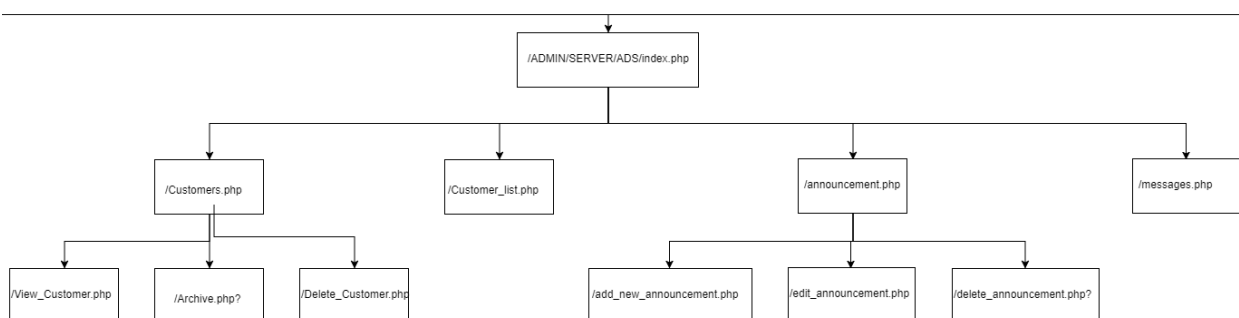 /ADMIN/SERVER/ADS/index.php
/Customers.php
/Customer_list.php
/announcement.php
/messages.php
/View_Customer.php
/Archive.php?
/Delete_Customer.php
/add_new_announcement.php
/edit_announcement.php
/delete_announcement.php?